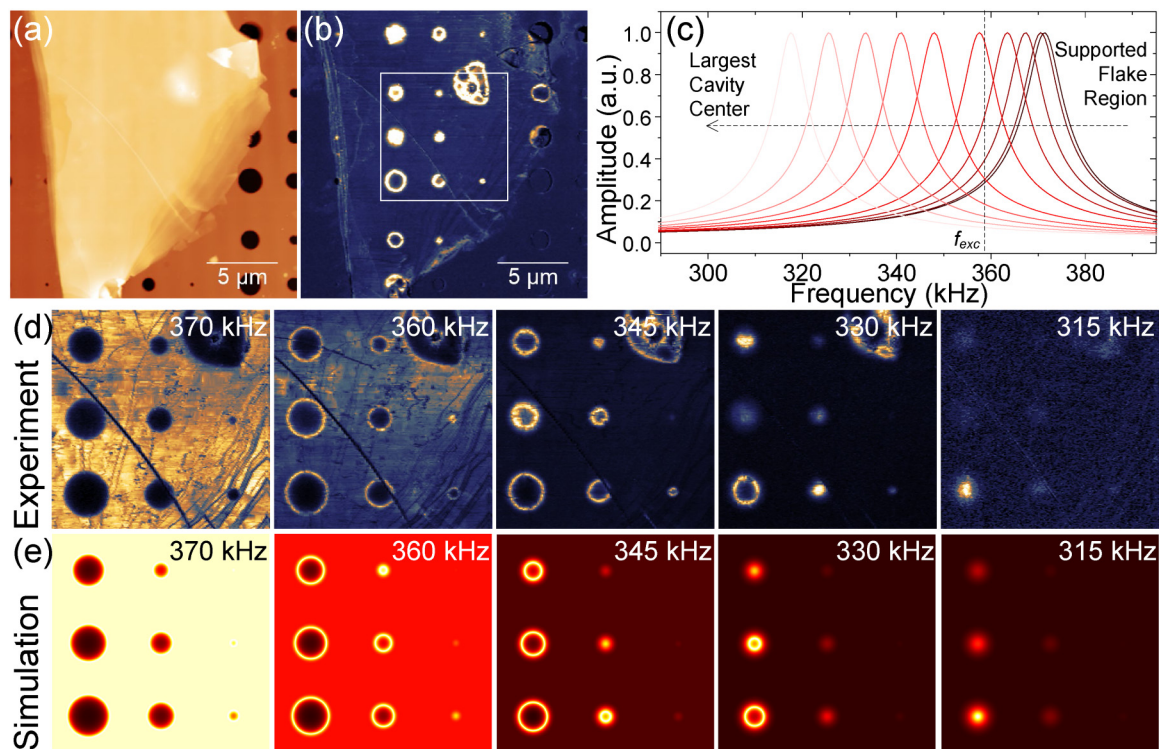 (a)
5 µm
(b)
5 µm
(c)
Amplitude (a.u.)
1.0
0.8
0.6
0.4
0.2
0.0
Largest
Cavity
Center
Supported
Flake
Region
fexc
300
320
340
360
380
Frequency (kHz)
(d)
Experiment
370 kHz
360 kHz
345 kHz
330 kHz
315 kHz
(e)
Simulation
370 kHz
360 kHz
345 kHz
330 kHz
315 kHz